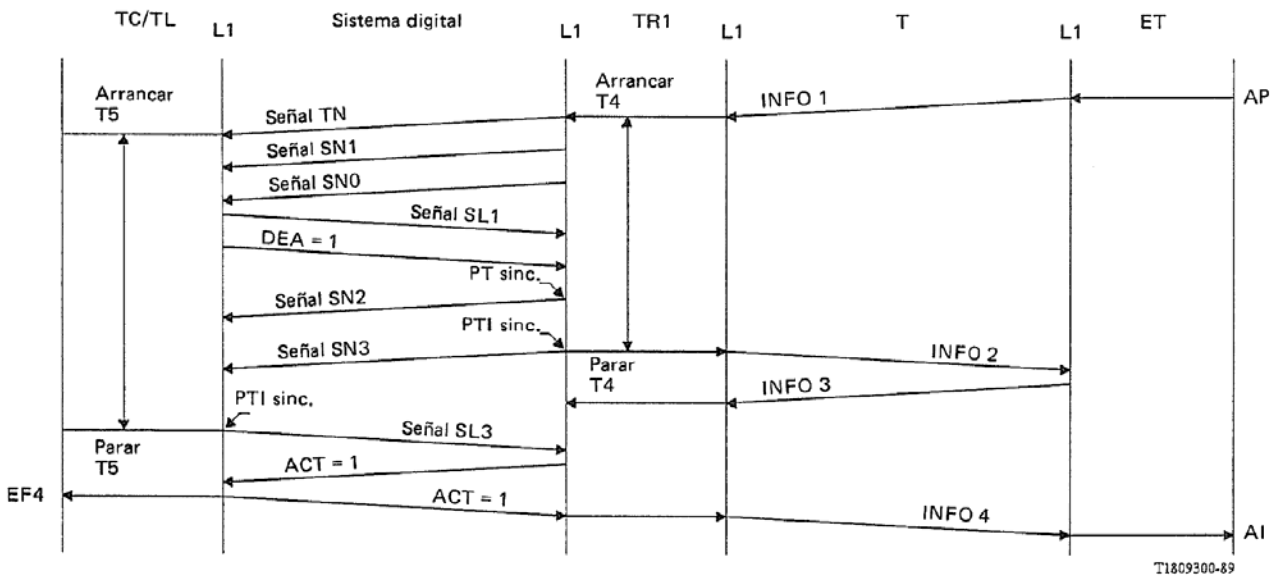 TC/TL
L1
Sistema digital
L1
TR1
L1
T
L1
ET
Arrancar
T5
Arrancar
T4
INFO 1
AP
Señal TN
Señal SN1
Señal SN0
Señal SL1
DEA = 1
PT sinc.
Señal SN2
PTI sinc.
Señal SN3
Parar
T4
INFO 2
INFO 3
PTI sinc.
Señal SL3
Parar
T5
ACT = 1
EF4
ACT = 1
INFO 4
AI
T1809300-89